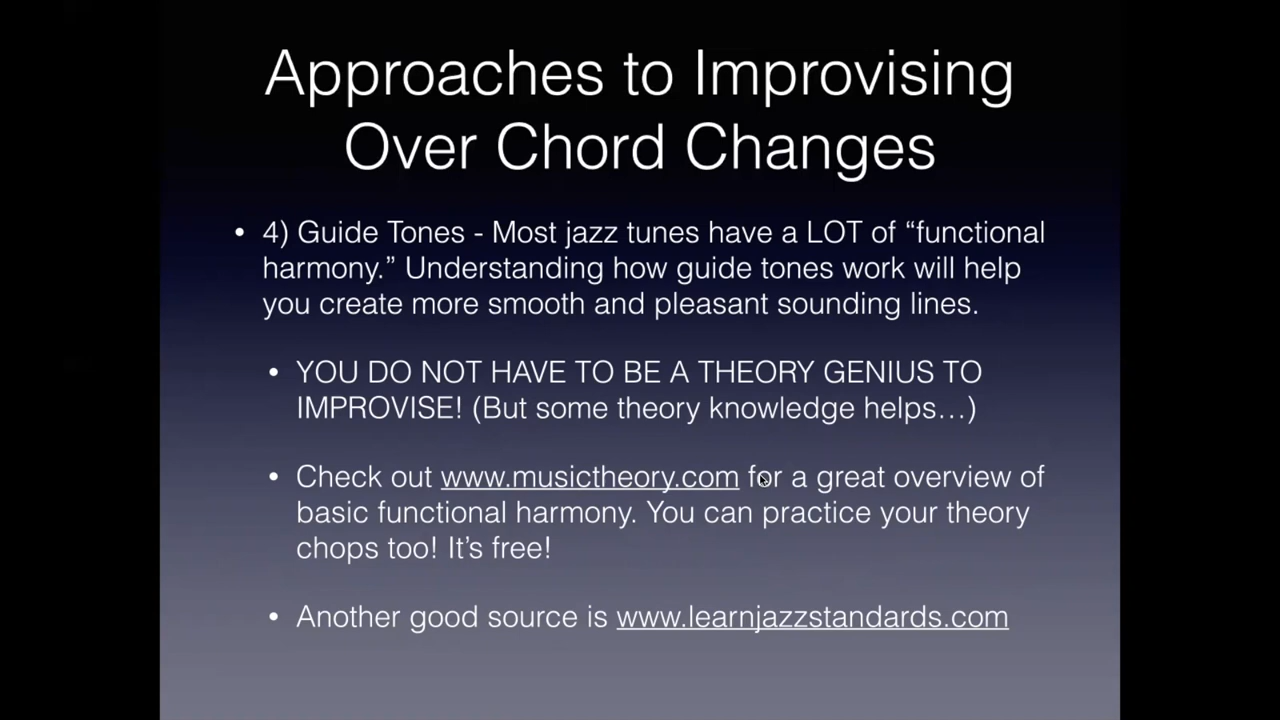 Approaches to Improvising
Over Chord Changes
• 4) Guide Tones - Most jazz tunes have a LOT of “functional
harmony.” Understanding how guide tones work will help
you create more smooth and pleasant sounding lines.
• YOU DO NOT HAVE TO BE A THEORY GENIUS TO
IMPROVISE! (But some theory knowledge helps…)
• Check out www.musictheory.com for a great overview of
basic functional harmony. You can practice your theory
chops too! It’s free!
• Another good source is www.learnjazzstandards.com